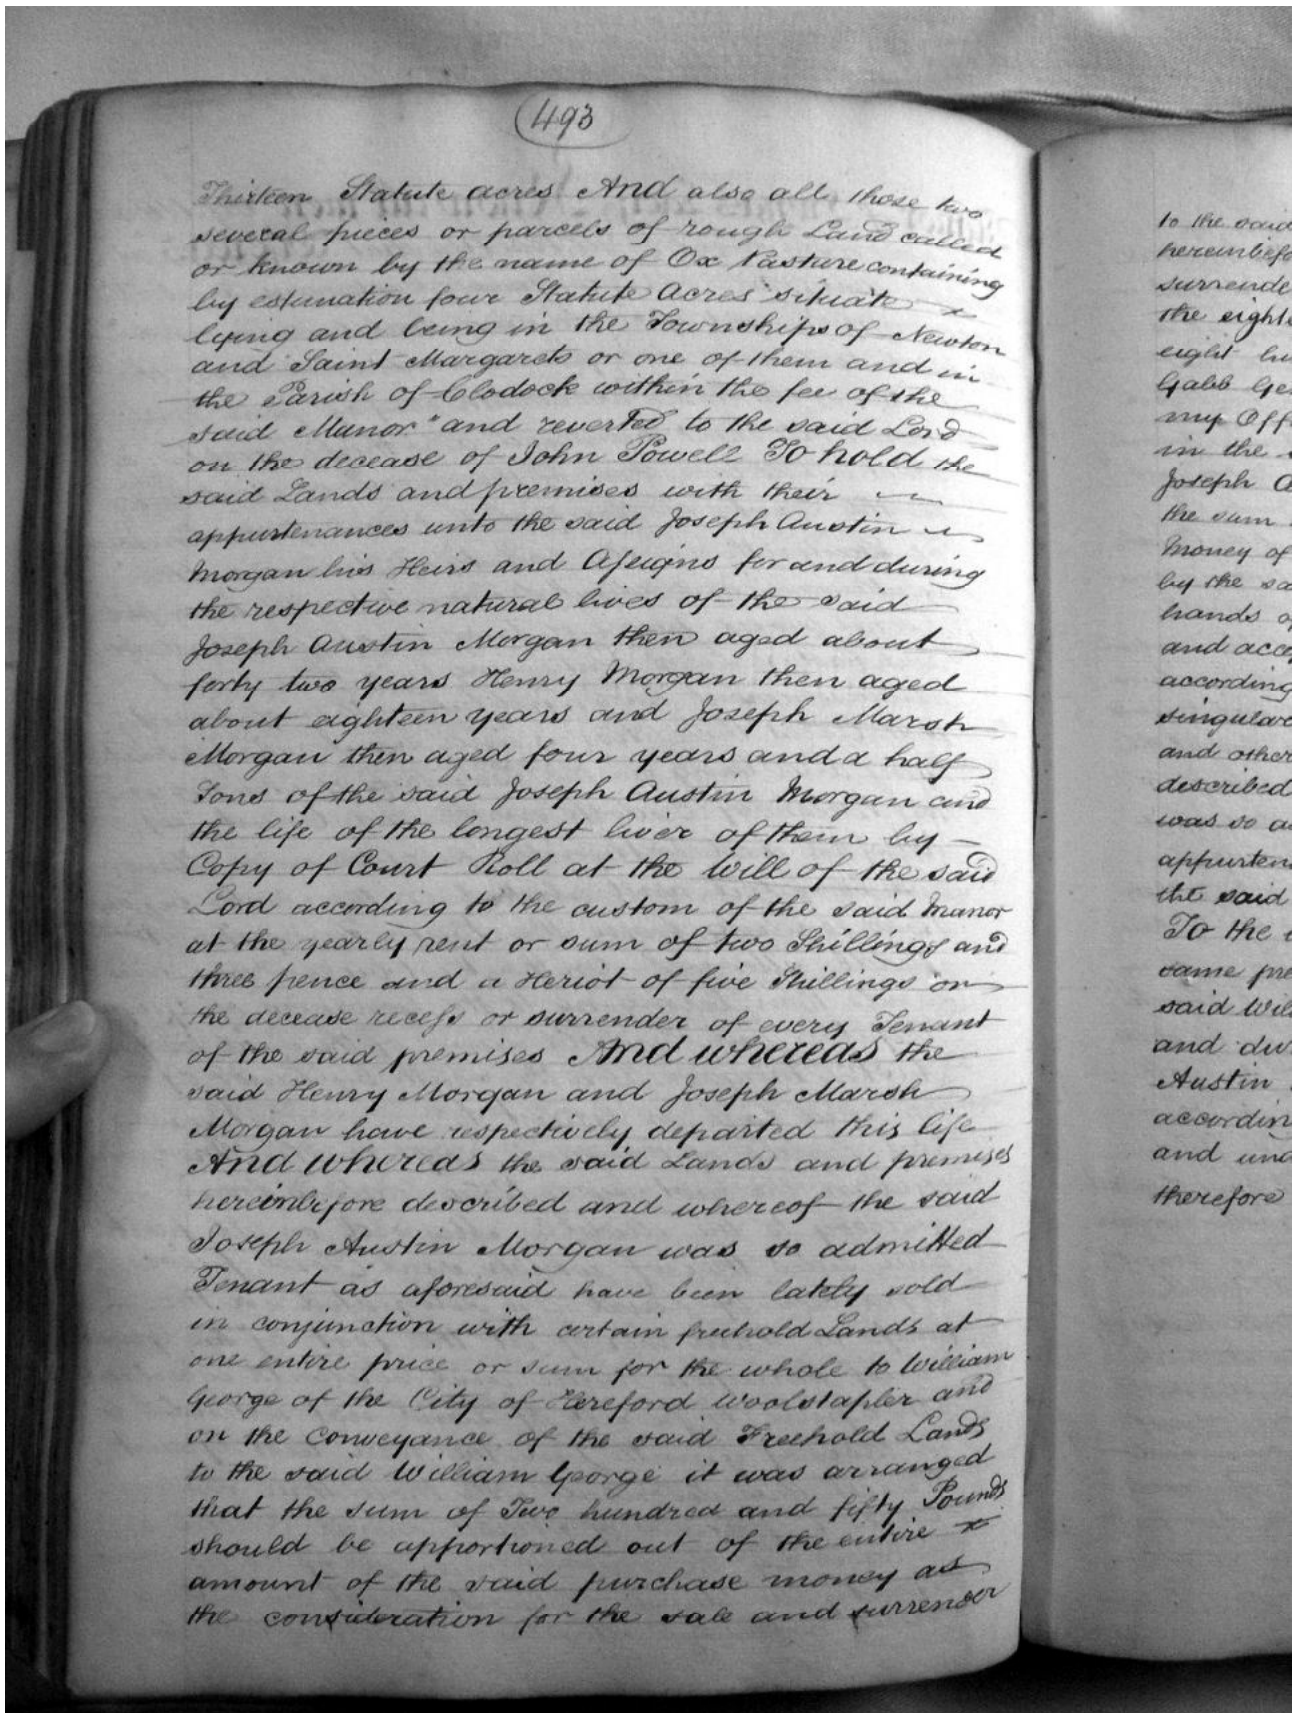 493
Thirteen Statute acres And also all those two
several pieces or parcels of rough Land called
or known by the name of Ox Pasture containing
by estimation four Statute Acres" situate
lying and being in the Townships of Newton
and Saint Margarets or one of them and in
the Parish of Clodock within the fee of the
said Manor" and reverted to the said Lord
on the decease of John Powell To hold the
said Lands and premises with their
appurtenances unto the said Joseph Austin
Morgan his Heirs and Assigns for and during
the respective natural lives of the said
Joseph Austin Morgan then aged about
forty two years Henry Morgan then aged
about eighteen years and Joseph Marsh
Morgan then aged four years and a half
Sons of the said Joseph Austin Morgan and
the life of the longest liver of them by
Copy of Court Roll at the Will of the said
Lord according to the custom of the said Manor
at the yearly rent or sum of two Shillings and
three pence and a Heriot of five Shillings on
the decease recess or surrender of every Tenant
of the said premises And whereas the
said Henry Morgan and Joseph Marsh
Morgan have respectively departed this life
And whereas the said Lands and premises
hereinbefore described and whereof the said
Joseph Austin Morgan was so admitted
Tenant as aforesaid have been lately sold
in conjunction with certain freehold Lands at
one entire price or sum for the whole to William
George of the City of Hereford Woolstapler and
on the Conveyance of the said Freehold Lands
to the said William George it was arranged
that the sum of Two hundred and fifty Pounds
should be apportioned out of the entire
amount of the said purchase money as
the consideration for the sale and surrender
to the said
hereinbefo
surrende
the eight
eight hu
Gabb Ge
my Off
in the
Joseph A
the sum
Money of
by the sa
hands o
and acce
according
singular
and other
described
was so a
appurten
the said
To the
same pre
said Will
and du
Austin
accordin
and und
therefore